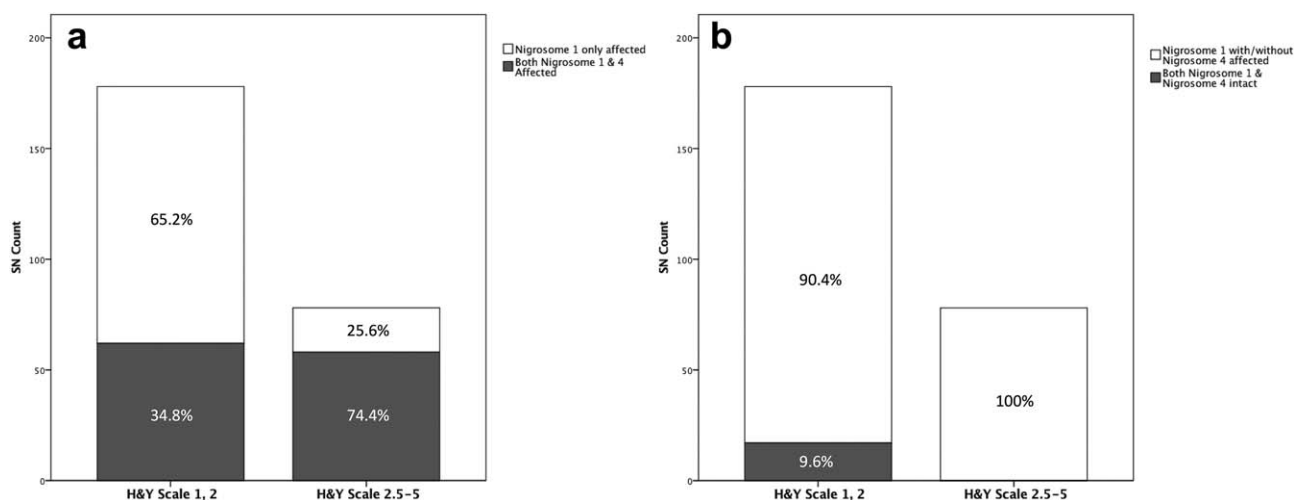 a
200
150
100
50
0
SN Count
65.2%
34.8%
25.6%
74.4%
H&Y Scale 1, 2
H&Y Scale 2.5-5
Nigrosome 1 only affected
Both Nigrosome 1 & 4
Affected
b
200
150
100
50
0
SN Count
90.4%
9.6%
100%
H&Y Scale 1, 2
H&Y Scale 2.5-5
Nigrosome 1 with/without
Nigrosome 4 affected
Both Nigrosome 1 &
Nigrosome 4 intact